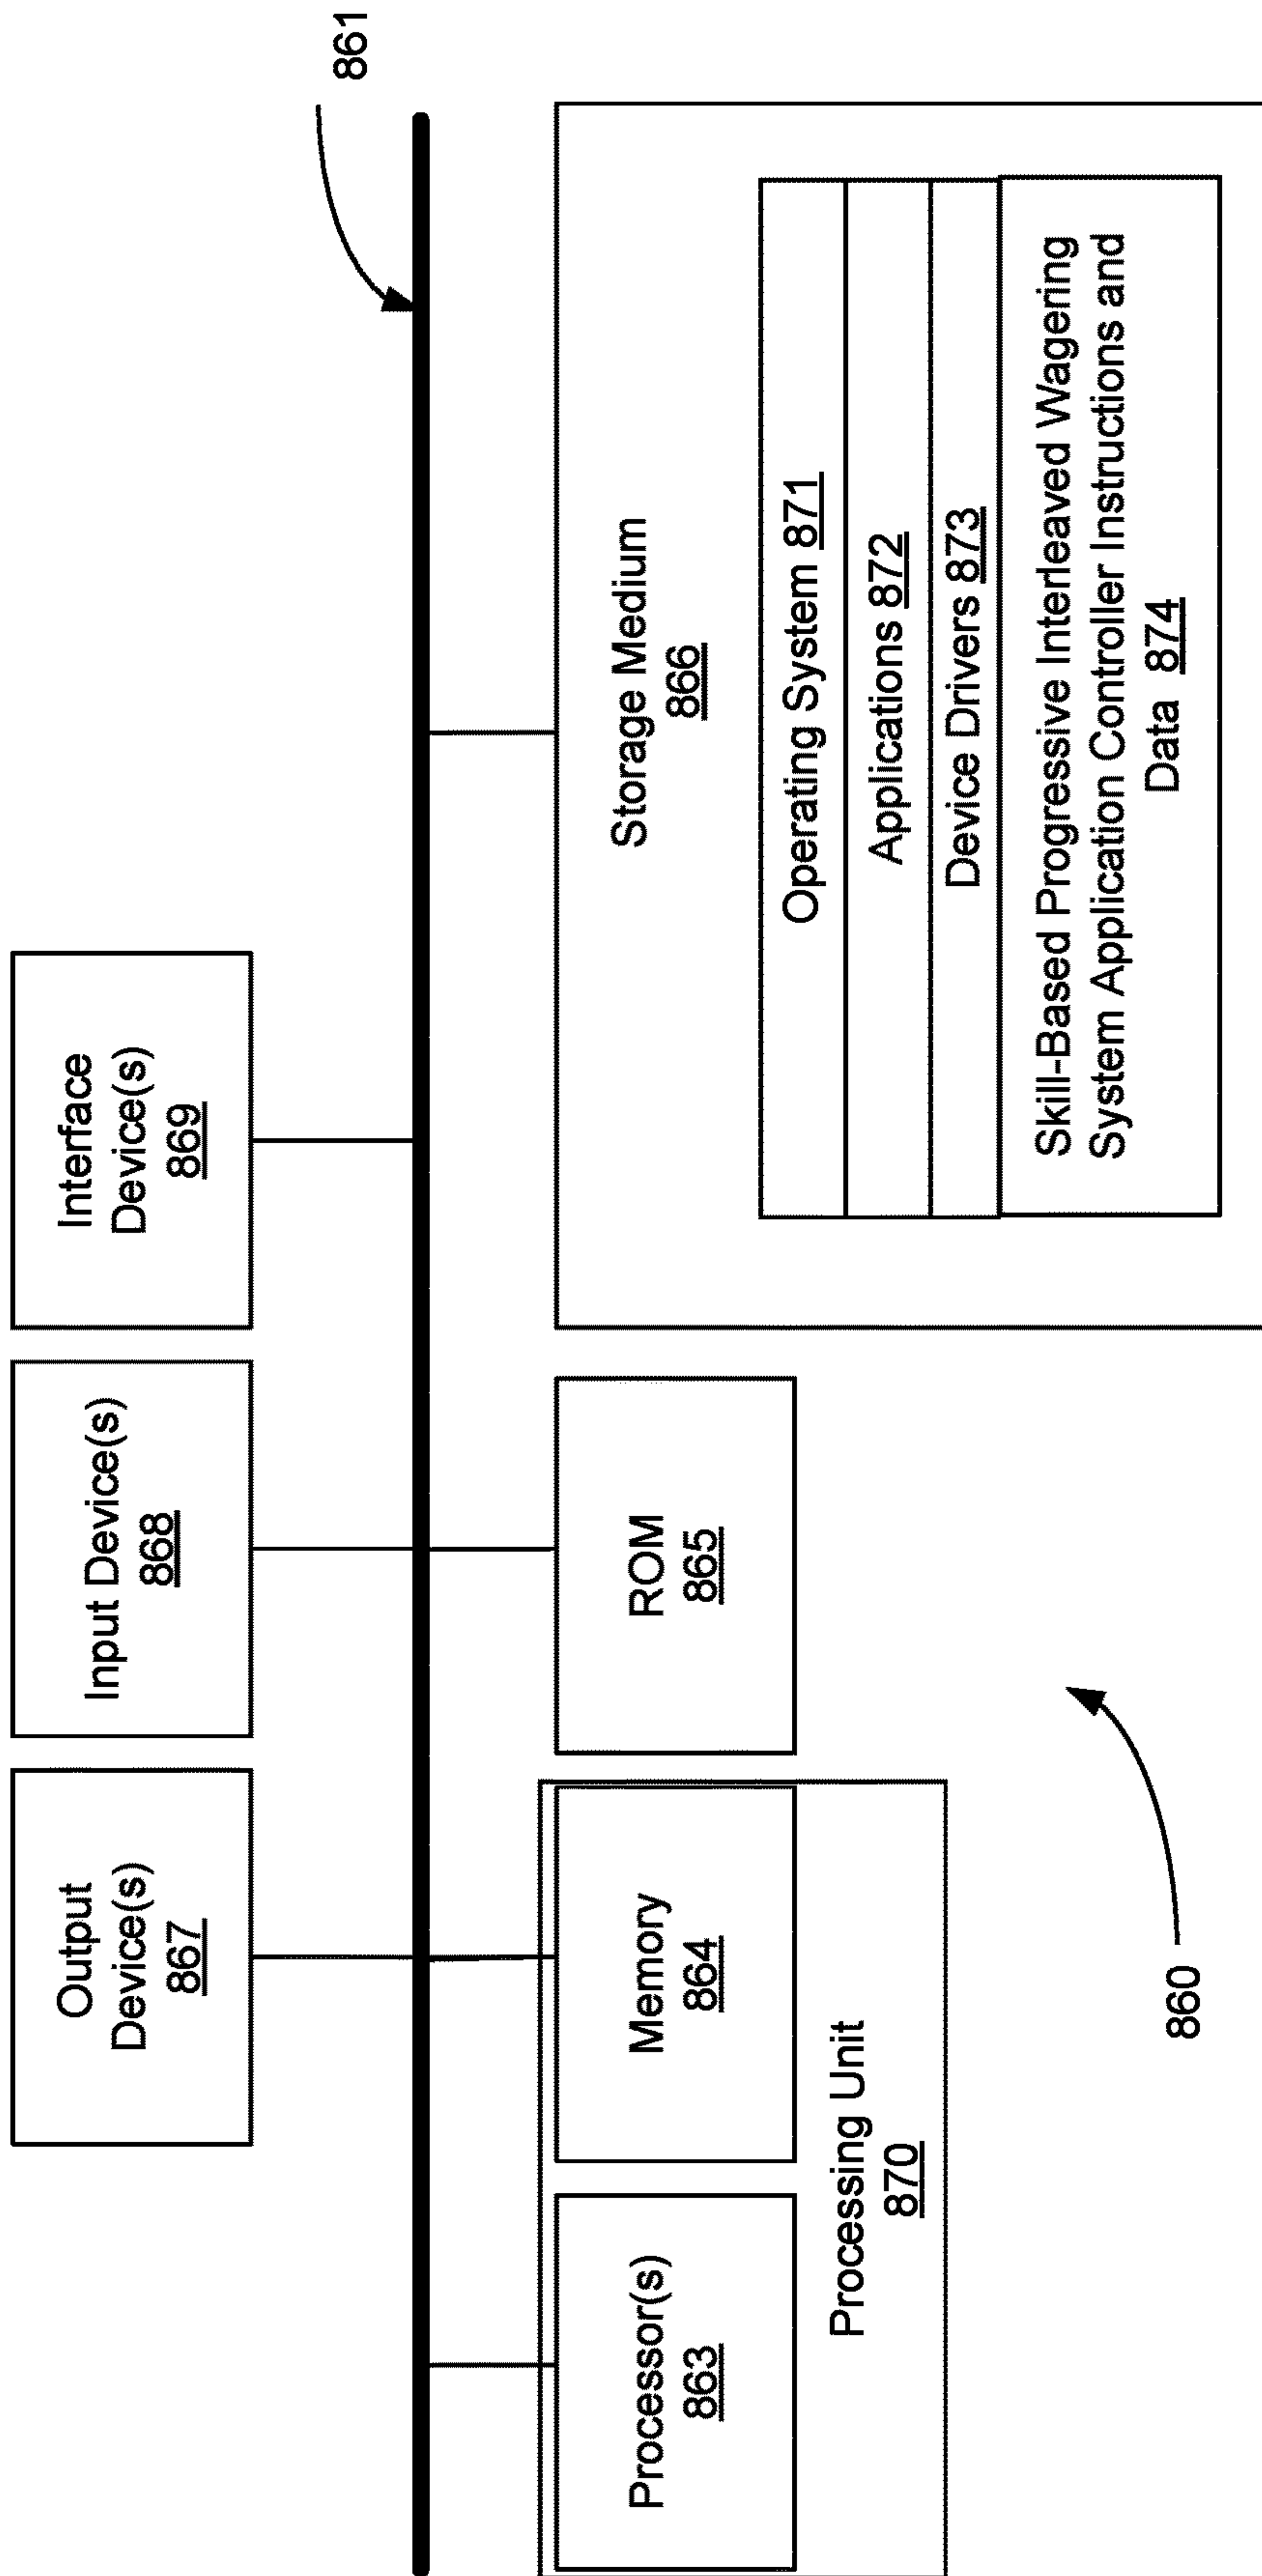 861
Output
Device(s)
867
Input Device(s)
868
Interface
Device(s)
869
Processor(s)
863
Memory
864
Processing Unit
870
ROM
865
Storage Medium
866
Operating System 871
Applications 872
Device Drivers 873
Skill-Based Progressive Interleaved Wagering
System Application Controller Instructions and
Data 874
860